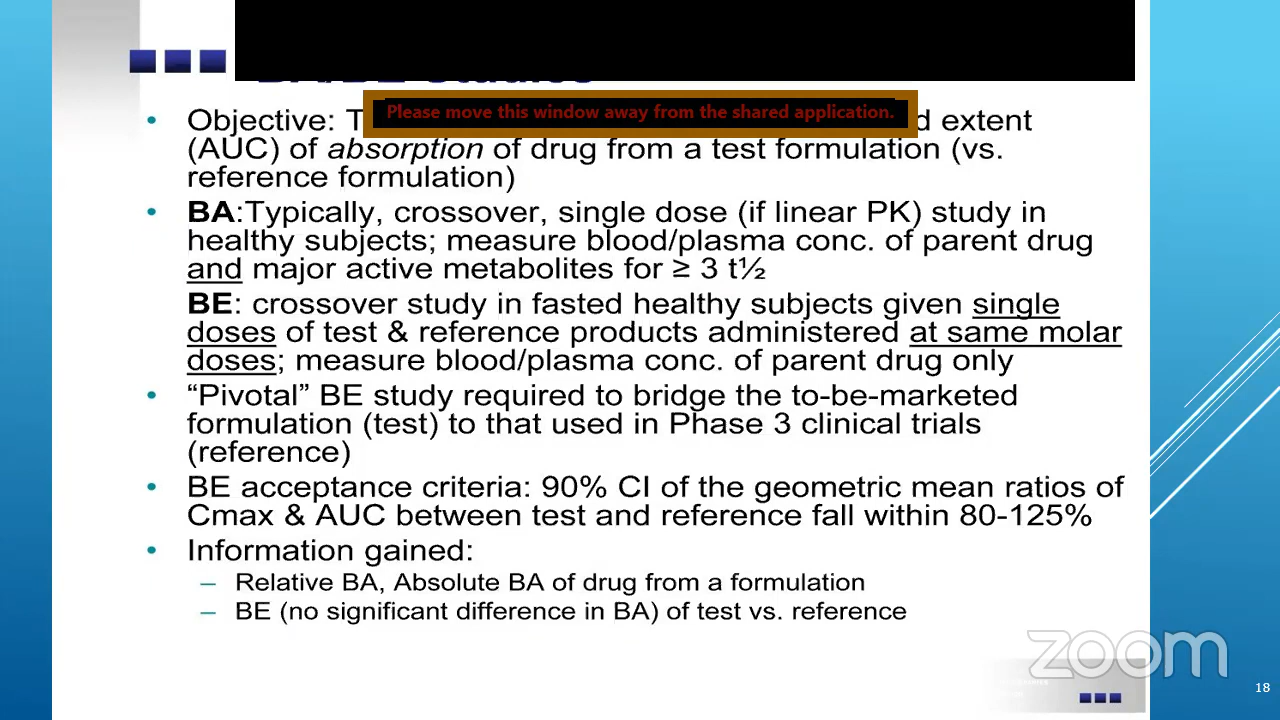 Please move this window away from the shared application.
• Objective: d extent
(AUC) of absorption of drug from a test formulation (vs.
reference formulation)
• BA:Typically, crossover, single dose (if linear PK) study in
healthy subjects; measure blood/plasma conc. of parent drug
and major active metabolites for ≥ 3 t½
BE: crossover study in fasted healthy subjects given single
doses of test & reference products administered at same molar
doses; measure blood/plasma conc. of parent drug only
• “Pivotal” BE study required to bridge the to-be-marketed
formulation (test) to that used in Phase 3 clinical trials
(reference)
• BE acceptance criteria: 90% CI of the geometric mean ratios of
Cmax & AUC between test and reference fall within 80-125%
• Information gained:
– Relative BA, Absolute BA of drug from a formulation
– BE (no significant difference in BA) of test vs. reference
zoom
18